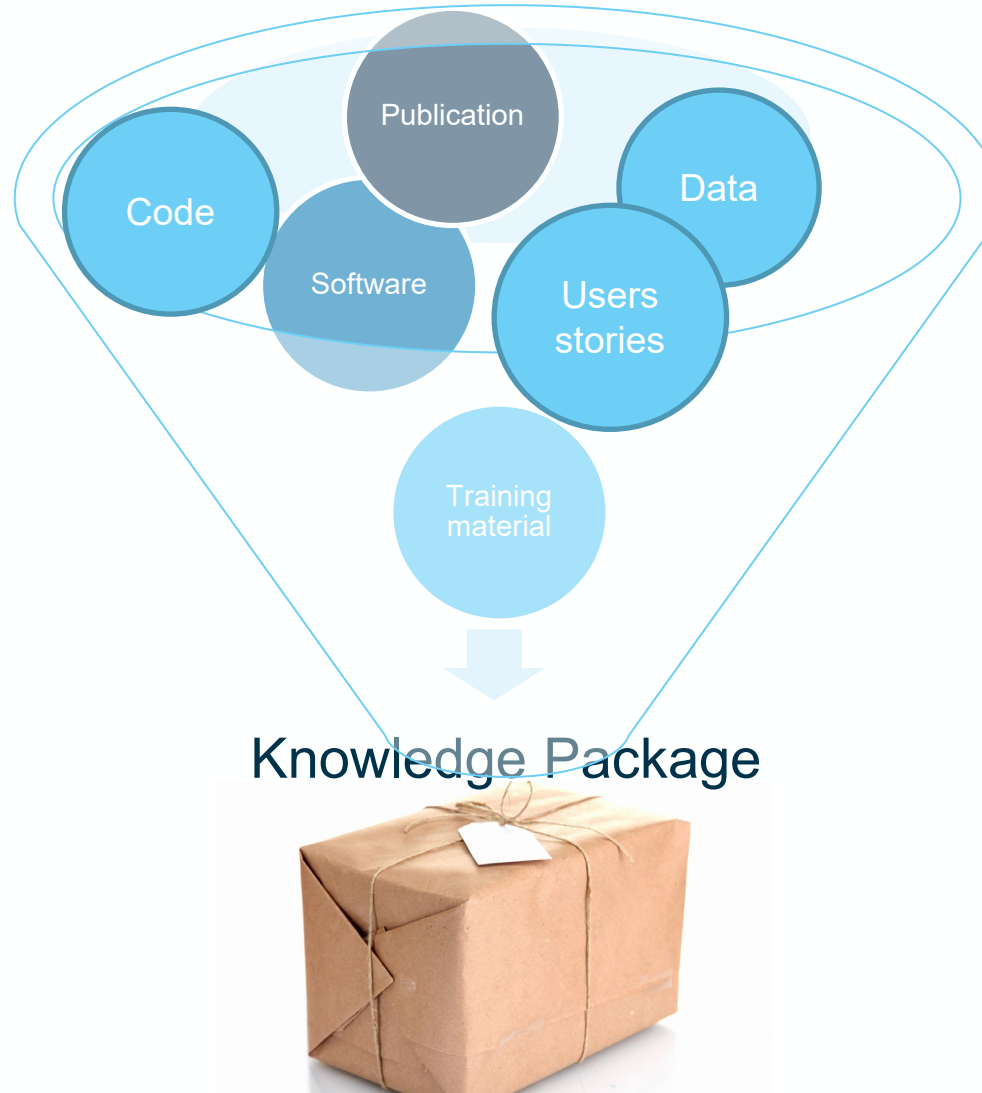 Publication
Data
Code
Software
Users
stories
Training
material
Knowledge Package